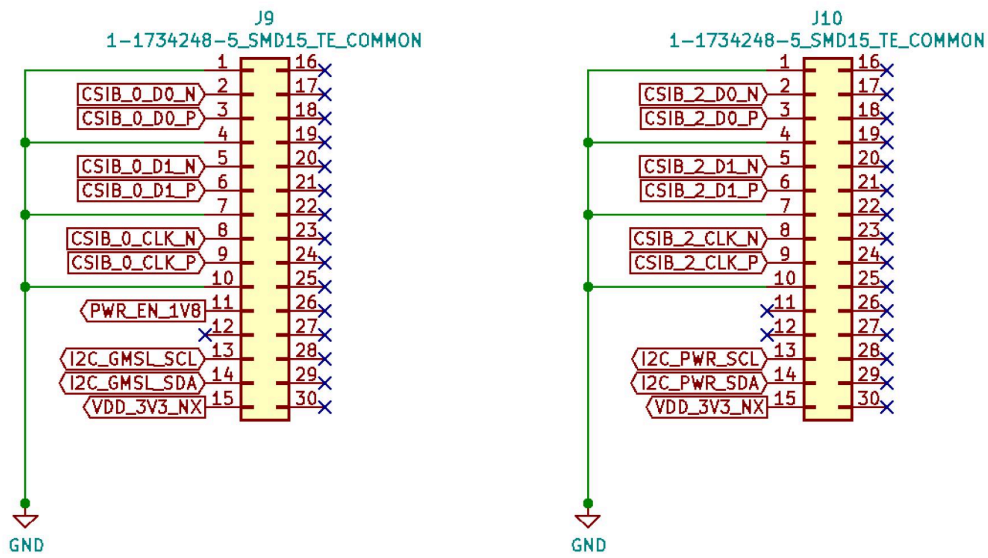 J9
1-1734248-5_SMD15_TE_COMMON
1 16
CSIB_0_D0_N 2 17
CSIB_0_D0_P 3 18
4 19
CSIB_0_D1_N 5 20
CSIB_0_D1_P 6 21
7 22
CSIB_0_CLK_N 8 23
CSIB_0_CLK_P 9 24
10 25
PWR_EN_1V8 11 26
12 27
I2C_GMSL_SCL 13 28
I2C_GMSL_SDA 14 29
VDD_3V3_NX 15 30
GND
J10
1-1734248-5_SMD15_TE_COMMON
1 16
CSIB_2_D0_N 2 17
CSIB_2_D0_P 3 18
4 19
CSIB_2_D1_N 5 20
CSIB_2_D1_P 6 21
7 22
CSIB_2_CLK_N 8 23
CSIB_2_CLK_P 9 24
10 25
11 26
12 27
I2C_PWR_SCL 13 28
I2C_PWR_SDA 14 29
VDD_3V3_NX 15 30
GND